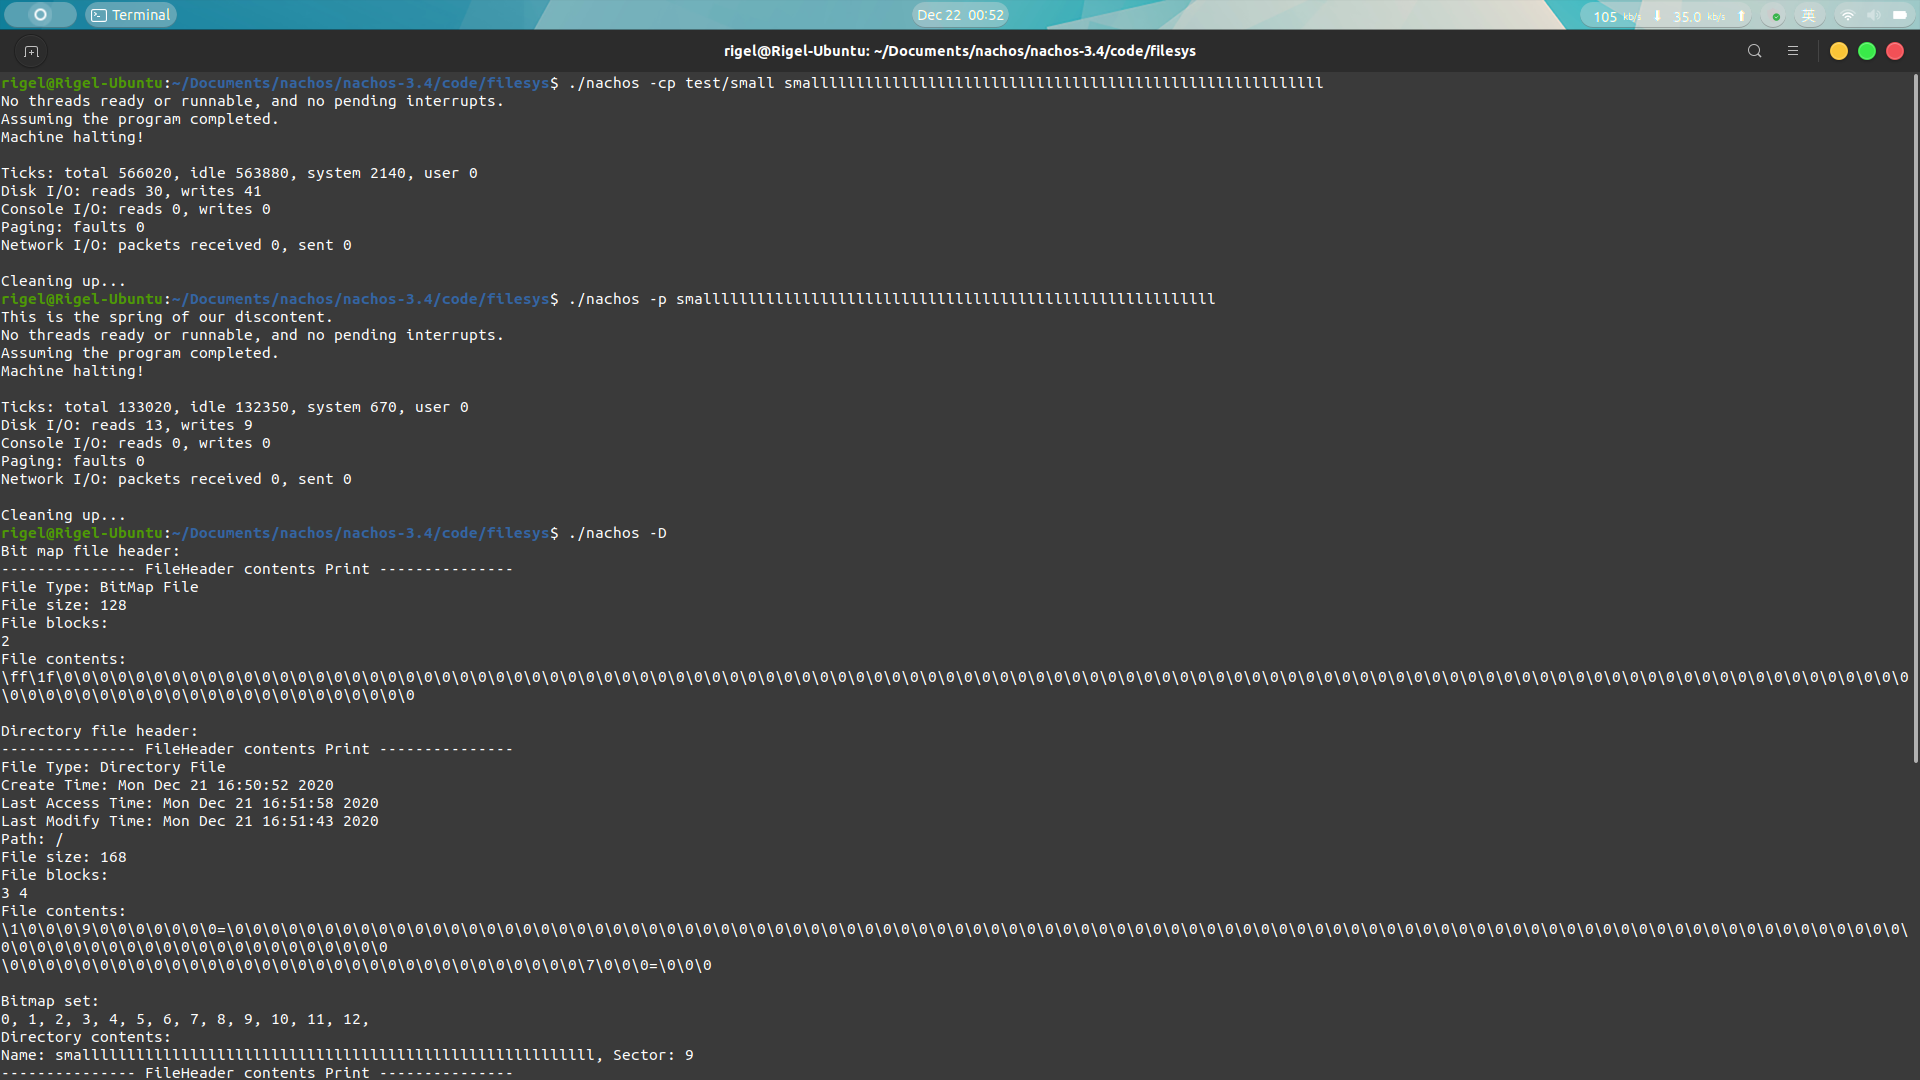 Terminal
Dec 22 00:52
105 kb/s 35.0 kb/s 英
rigel@Rigel-Ubuntu: ~/Documents/nachos/nachos-3.4/code/filesys
rigel@Rigel-Ubuntu:~/Documents/nachos/nachos-3.4/code/filesys$ ./nachos -cp test/small smalllllllllllllllllllllllllllllllllllllllllllllllllllllllll
No threads ready or runnable, and no pending interrupts.
Assuming the program completed.
Machine halting!
Ticks: total 566020, idle 563880, system 2140, user 0
Disk I/O: reads 30, writes 41
Console I/O: reads 0, writes 0
Paging: faults 0
Network I/O: packets received 0, sent 0
Cleaning up...
rigel@Rigel-Ubuntu:~/Documents/nachos/nachos-3.4/code/filesys$ ./nachos -p smalllllllllllllllllllllllllllllllllllllllllllllllllllllllll
This is the spring of our discontent.
No threads ready or runnable, and no pending interrupts.
Assuming the program completed.
Machine halting!
Ticks: total 133020, idle 132350, system 670, user 0
Disk I/O: reads 13, writes 9
Console I/O: reads 0, writes 0
Paging: faults 0
Network I/O: packets received 0, sent 0
Cleaning up...
rigel@Rigel-Ubuntu:~/Documents/nachos/nachos-3.4/code/filesys$ ./nachos -D
Bit map file header:
--------------- FileHeader contents Print ---------------
File Type: BitMap File
File size: 128
File blocks:
2
File contents:
\ff\1f\0\0\0\0\0\0\0\0\0\0\0\0\0\0\0\0\0\0\0\0\0\0\0\0\0\0\0\0\0\0\0\0\0\0\0\0\0\0\0\0\0\0\0\0\0\0\0\0\0\0\0\0\0\0\0\0\0\0\0\0\0\0\0\0\0\0\0\0\0\0\0\0\0\0\0\0\0\0\0\0\0\0\0\0\0\0\0\0\0\0\0\0\0\0\0\0\0\0\0\0\0\0\0
\0\0\0\0\0\0\0\0\0\0\0\0\0\0\0\0\0\0\0\0\0\0\0
Directory file header:
--------------- FileHeader contents Print ---------------
File Type: Directory File
Create Time: Mon Dec 21 16:50:52 2020
Last Access Time: Mon Dec 21 16:51:58 2020
Last Modify Time: Mon Dec 21 16:51:43 2020
Path: /
File size: 168
File blocks:
3 4
File contents:
\1\0\0\0\9\0\0\0\0\0\0\0=\0\0\0\0\0\0\0\0\0\0\0\0\0\0\0\0\0\0\0\0\0\0\0\0\0\0\0\0\0\0\0\0\0\0\0\0\0\0\0\0\0\0\0\0\0\0\0\0\0\0\0\0\0\0\0\0\0\0\0\0\0\0\0\0\0\0\0\0\0\0\0\0\0\0\0\0\0\0\0\0\0\0\0\0\0\0\0\0\0\0\0\0\0\
0\0\0\0\0\0\0\0\0\0\0\0\0\0\0\0\0\0\0\0\0\0
\0\0\0\0\0\0\0\0\0\0\0\0\0\0\0\0\0\0\0\0\0\0\0\0\0\0\0\0\0\0\0\0\7\0\0\0=\0\0\0
Bitmap set:
0, 1, 2, 3, 4, 5, 6, 7, 8, 9, 10, 11, 12,
Directory contents:
Name: smalllllllllllllllllllllllllllllllllllllllllllllllllllllllll, Sector: 9
--------------- FileHeader contents Print ---------------